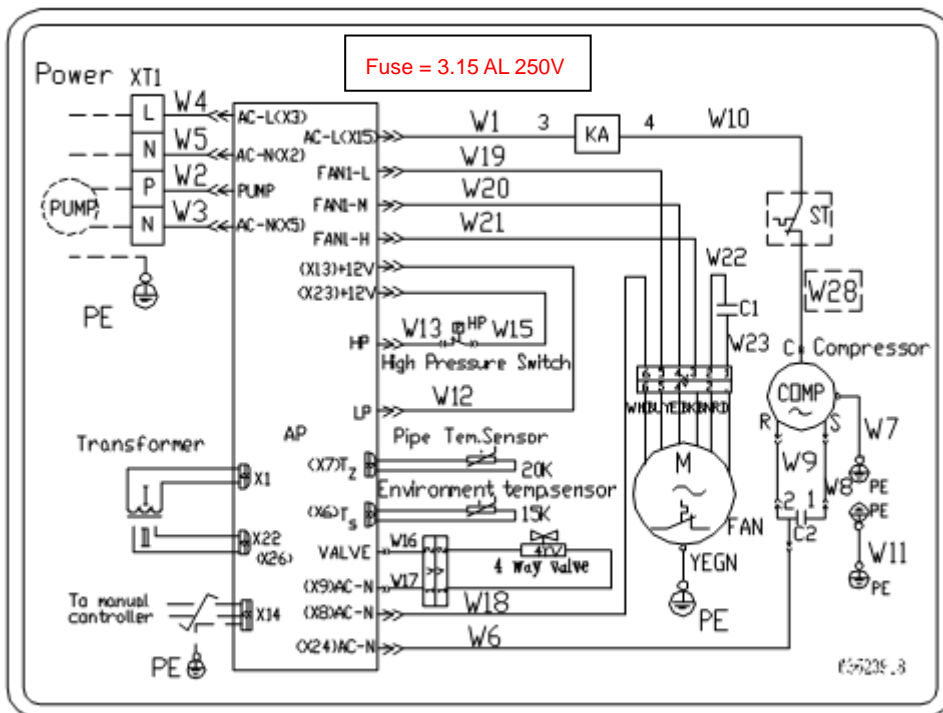 Fuse = 3.15 AL 250V
Power XT1
L W4 AC-L(X3)
N W5 AC-N(X2)
P W2 PUMP
N W3 AC-N(X5)
PUMP
PE
AC-L(X15) W1 3 KA 4 W10
FAN1-L W19
FAN1-M W20
FAN1-H W21
(X13)+12V
(X23)+12V
HP W13 HP W15
High Pressure Switch
LP W12
AP
ST
W28
W22
C1
W23
C Compressor
COMP
R S
W7
PE
W9
W8
2 1
C2
PE
W11
PE
WH BU YE BK BN RD
M
FAN
YEGN
PE
Transformer
I
II
X1
X22
(X26)
To manual
controller
X14
PE
Pipe Tem.Sensor
(X7)Tz 20K
Environment temp.sensor
(X6)Ts 15K
VALVE W16 4YV
4 way valve
(X9)AC-N W17
(X8)AC-N W18
(X24)AC-N W6